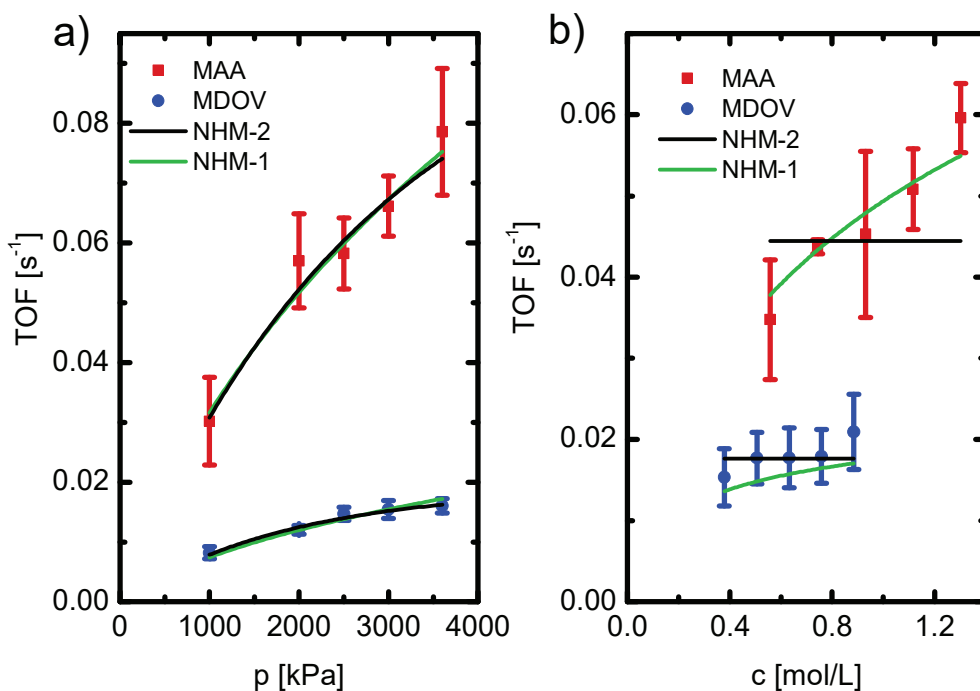 a)
MAA
MDOV
NHM-2
NHM-1
TOF [s⁻¹]
0.00
0.02
0.04
0.06
0.08
0
1000
2000
3000
4000
p [kPa]
b)
MAA
MDOV
NHM-2
NHM-1
TOF [s⁻¹]
0.00
0.02
0.04
0.06
0.0
0.4
0.8
1.2
c [mol/L]